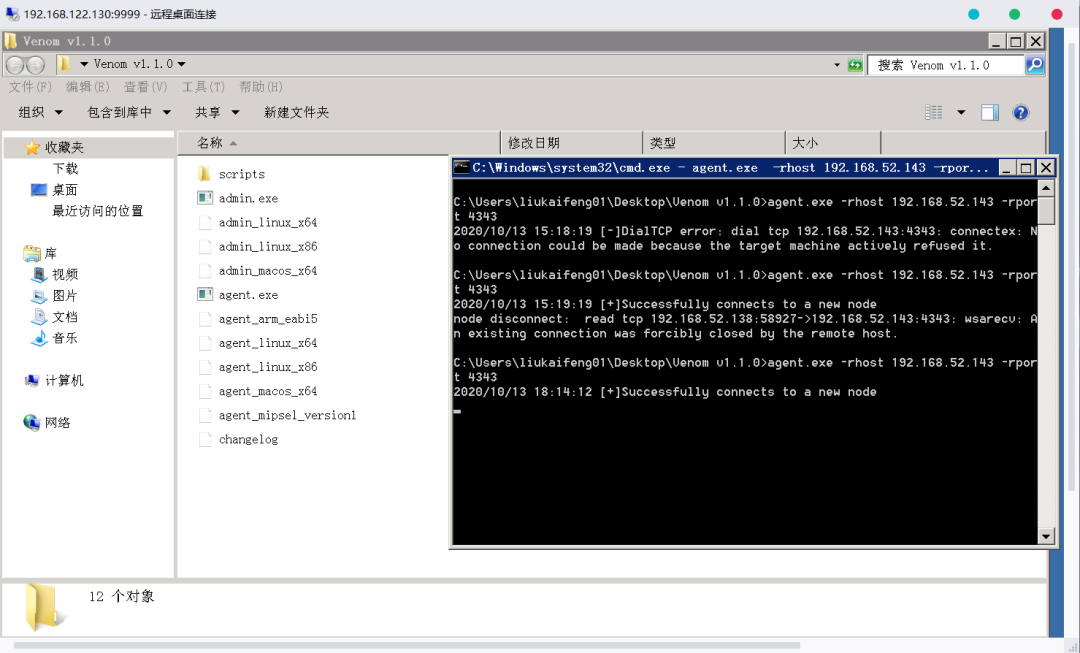 192.168.122.130:9999 - 远程桌面连接
Venom v1.1.0
Venom v1.1.0
搜索 Venom v1.1.0
文件(F) 编辑(E) 查看(V) 工具(T) 帮助(H)
组织 包含到库中 共享 新建文件夹
收藏夹
下载
桌面
最近访问的位置
库
视频
图片
文档
音乐
计算机
网络
名称 修改日期 类型 大小
scripts
admin.exe
admin_linux_x64
admin_linux_x86
admin_macos_x64
agent.exe
agent_arm_eabi5
agent_linux_x64
agent_linux_x86
agent_macos_x64
agent_mipsel_version1
changelog
C:\Windows\system32\cmd.exe - agent.exe -rhost 192.168.52.143 -rpor...
C:\Users\liukaifeng01\Desktop\Venom v1.1.0>agent.exe -rhost 192.168.52.143 -rpor
t 4343
2020/10/13 15:18:19 [-]DialTCP error: dial tcp 192.168.52.143:4343: connectex: N
o connection could be made because the target machine actively refused it.
C:\Users\liukaifeng01\Desktop\Venom v1.1.0>agent.exe -rhost 192.168.52.143 -rpor
t 4343
2020/10/13 15:19:19 [+]Successfully connects to a new node
node disconnect: read tcp 192.168.52.138:58927->192.168.52.143:4343: wsarecv: A
n existing connection was forcibly closed by the remote host.
C:\Users\liukaifeng01\Desktop\Venom v1.1.0>agent.exe -rhost 192.168.52.143 -rpor
t 4343
2020/10/13 18:14:12 [+]Successfully connects to a new node
12 个对象